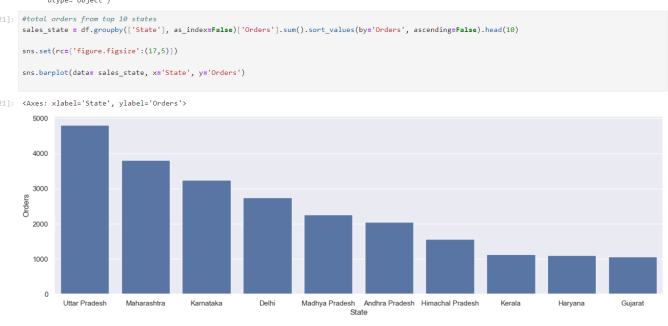 dtype='object')
21]:
#total orders from top 10 states
sales_state = df.groupby(['State'], as_index=False)['Orders'].sum().sort_values(by='Orders', ascending=False).head(10)
sns.set(rc={'figure.figsize':(17,5)})
sns.barplot(data= sales_state, x='State', y='Orders')
21]: <Axes: xlabel='State', ylabel='Orders'>
5000
4000
3000
2000
1000
0
Orders
Uttar Pradesh Maharashtra Karnataka Delhi Madhya Pradesh Andhra Pradesh Himachal Pradesh Kerala Haryana Gujarat
State